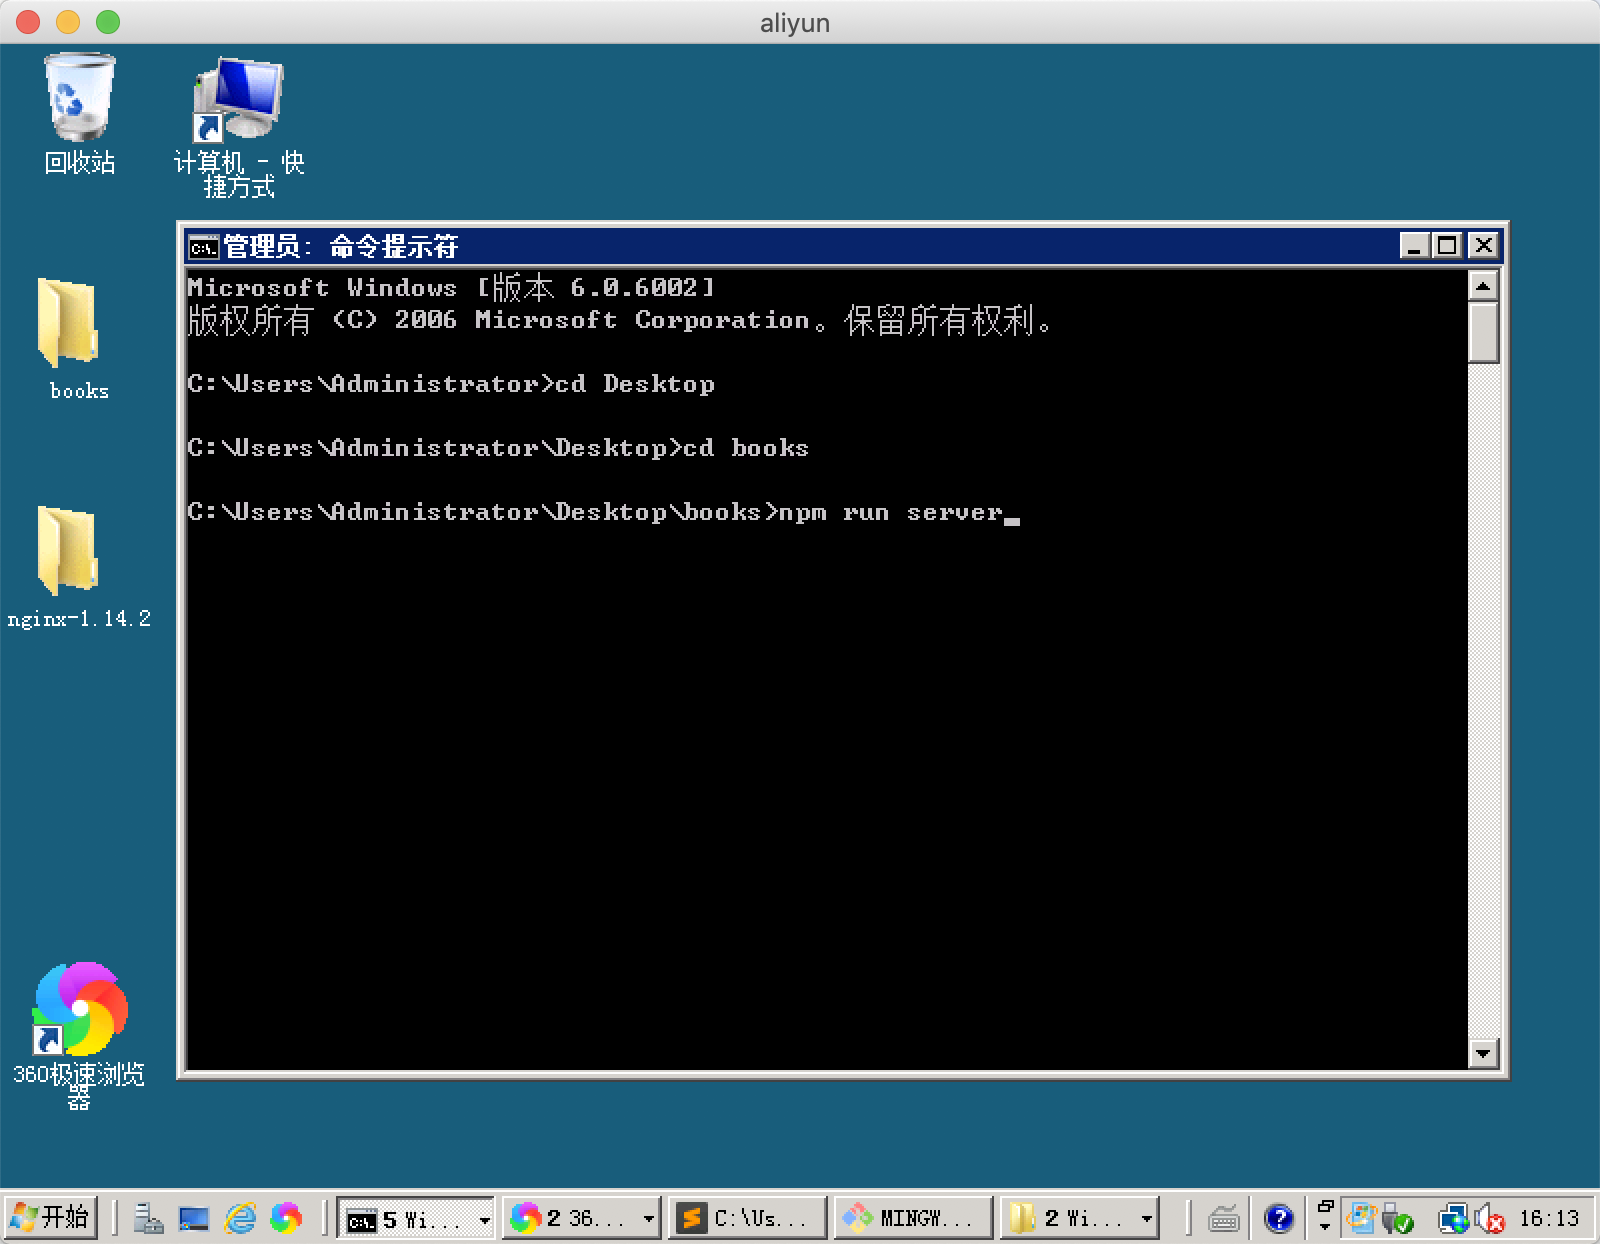 aliyun
回收站
计算机 - 快
捷方式
books
nginx-1.14.2
360极速浏览
器
管理员: 命令提示符
Microsoft Windows [版本 6.0.6002]
版权所有 (C) 2006 Microsoft Corporation。保留所有权利。
C:\Users\Administrator>cd Desktop
C:\Users\Administrator\Desktop>cd books
C:\Users\Administrator\Desktop\books>npm run server
开始
5 Wi...
2 36...
C:\Us...
MINGW...
2 Wi...
16:13